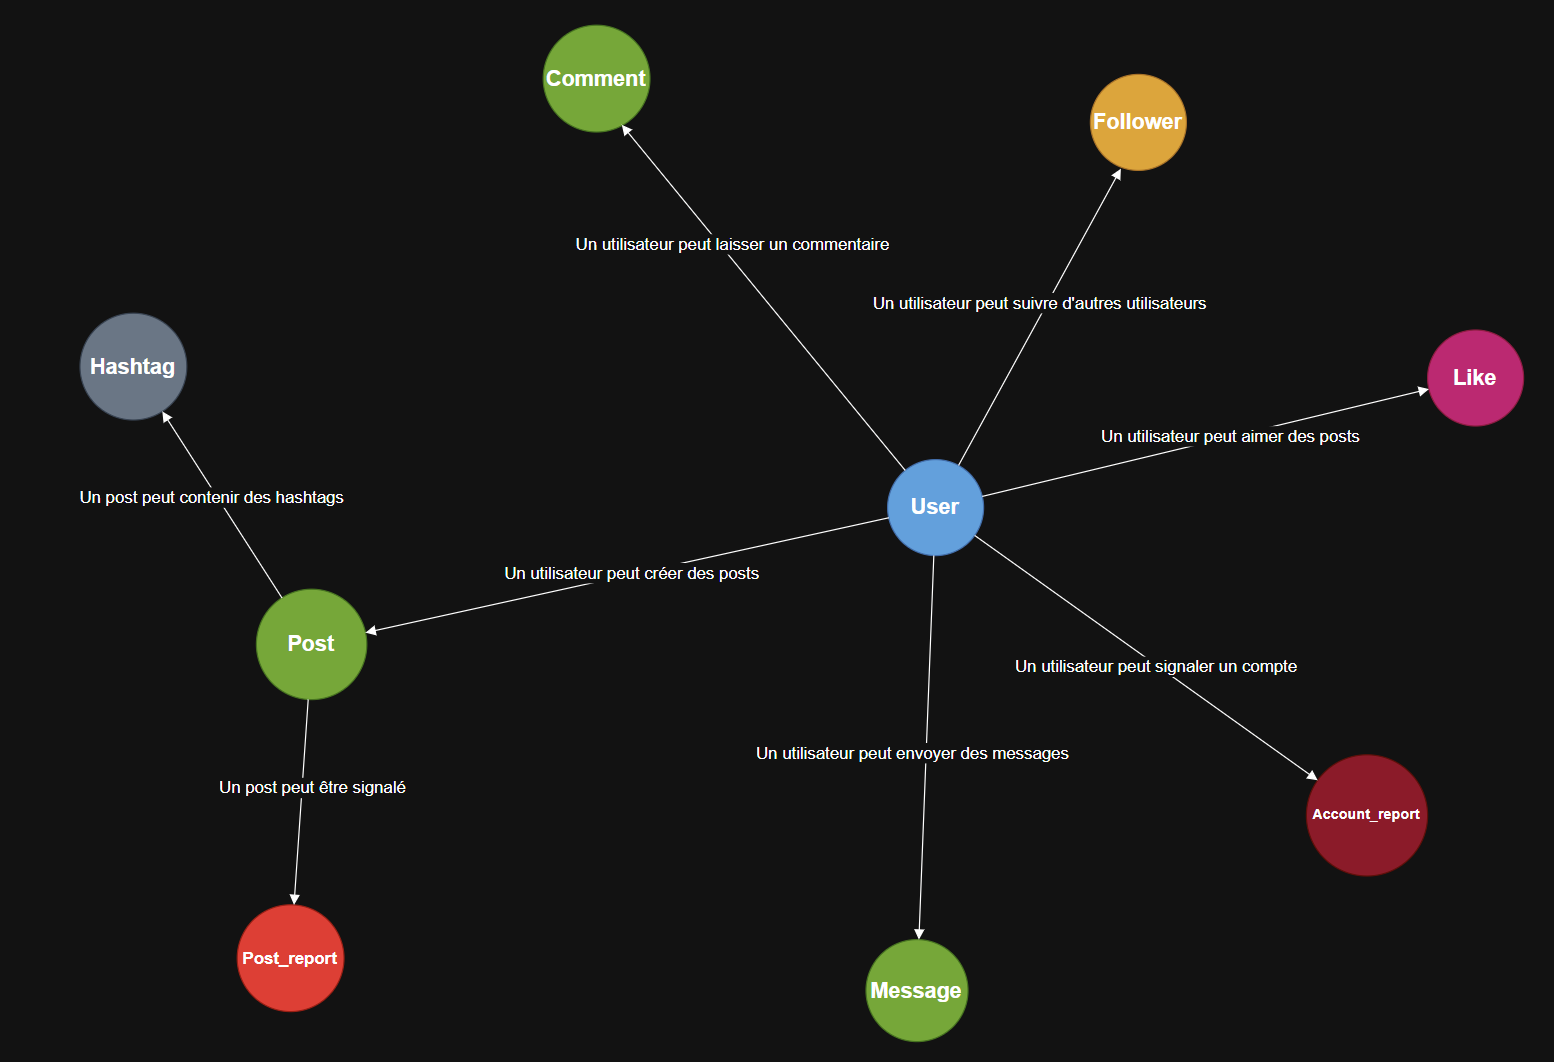 Comment
Follower
Un utilisateur peut laisser un commentaire
Un utilisateur peut suivre d'autres utilisateurs
Hashtag
Like
Un utilisateur peut aimer des posts
Un post peut contenir des hashtags
User
Un utilisateur peut créer des posts
Post
Un utilisateur peut signaler un compte
Un utilisateur peut envoyer des messages
Un post peut être signalé
Account_report
Post_report
Message